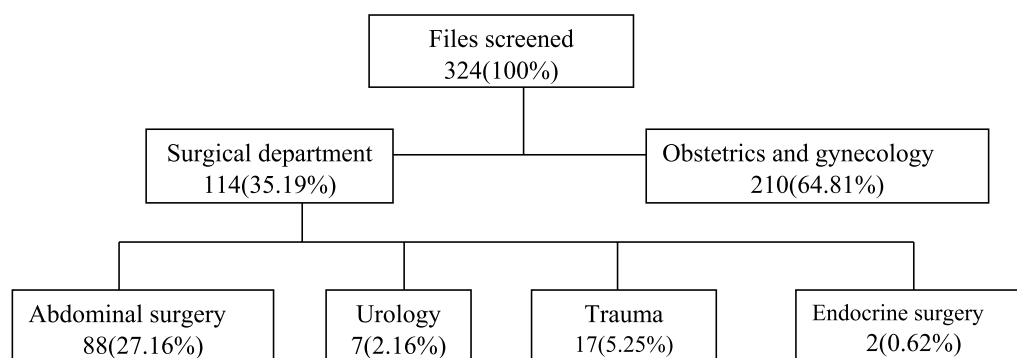 Files screened
324(100%)
Surgical department
114(35.19%)
Obstetrics and gynecology
210(64.81%)
Abdominal surgery
88(27.16%)
Urology
7(2.16%)
Trauma
17(5.25%)
Endocrine surgery
2(0.62%)